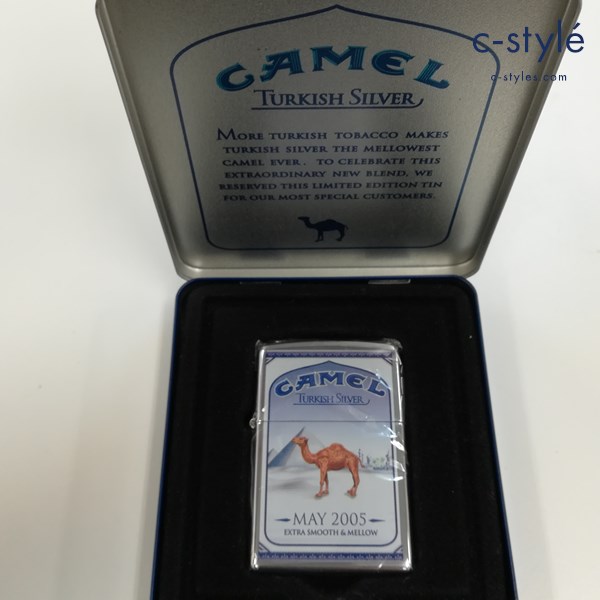 c-stylé
c-styles.com
CAMEL
TURKISH SILVER
MORE TURKISH TOBACCO MAKES
TURKISH SILVER THE MELLOWEST
CAMEL EVER. TO CELEBRATE THIS
EXTRAORDINARY NEW BLEND, WE
RESERVED THIS LIMITED EDITION TIN
FOR OUR MOST SPECIAL CUSTOMERS.
CAMEL
TURKISH SILVER
MAY 2005
EXTRA SMOOTH & MELLOW